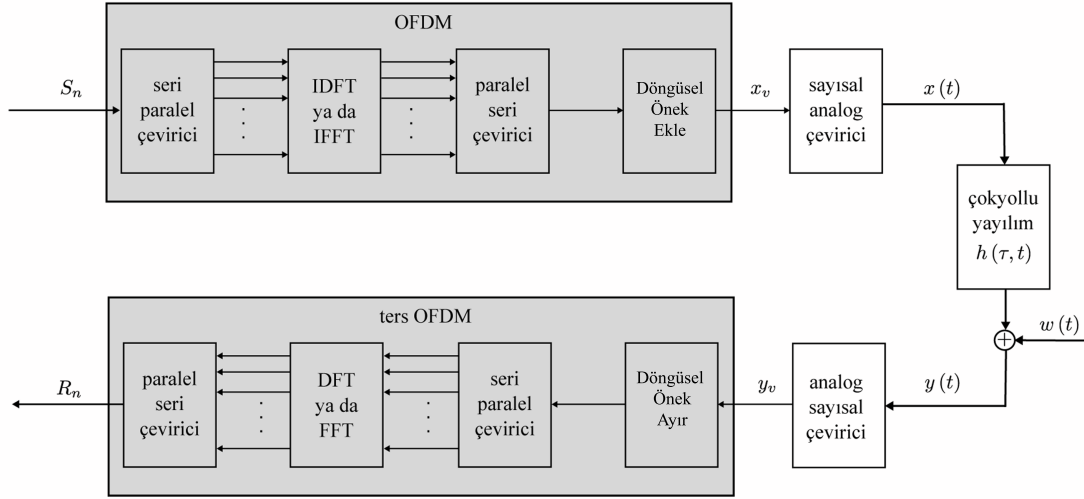 OFDM
S_n
seri
paralel
çevirici
IDFT
ya da
IFFT
paralel
seri
çevirici
Döngüsel
Önek
Ekle
x_v
sayısal
analog
çevirici
x (t)
çokyollu
yayılım
h (τ, t)
w (t)
ters OFDM
R_n
paralel
seri
çevirici
DFT
ya da
FFT
seri
paralel
çevirici
Döngüsel
Önek
Ayır
y_v
analog
sayısal
çevirici
y (t)